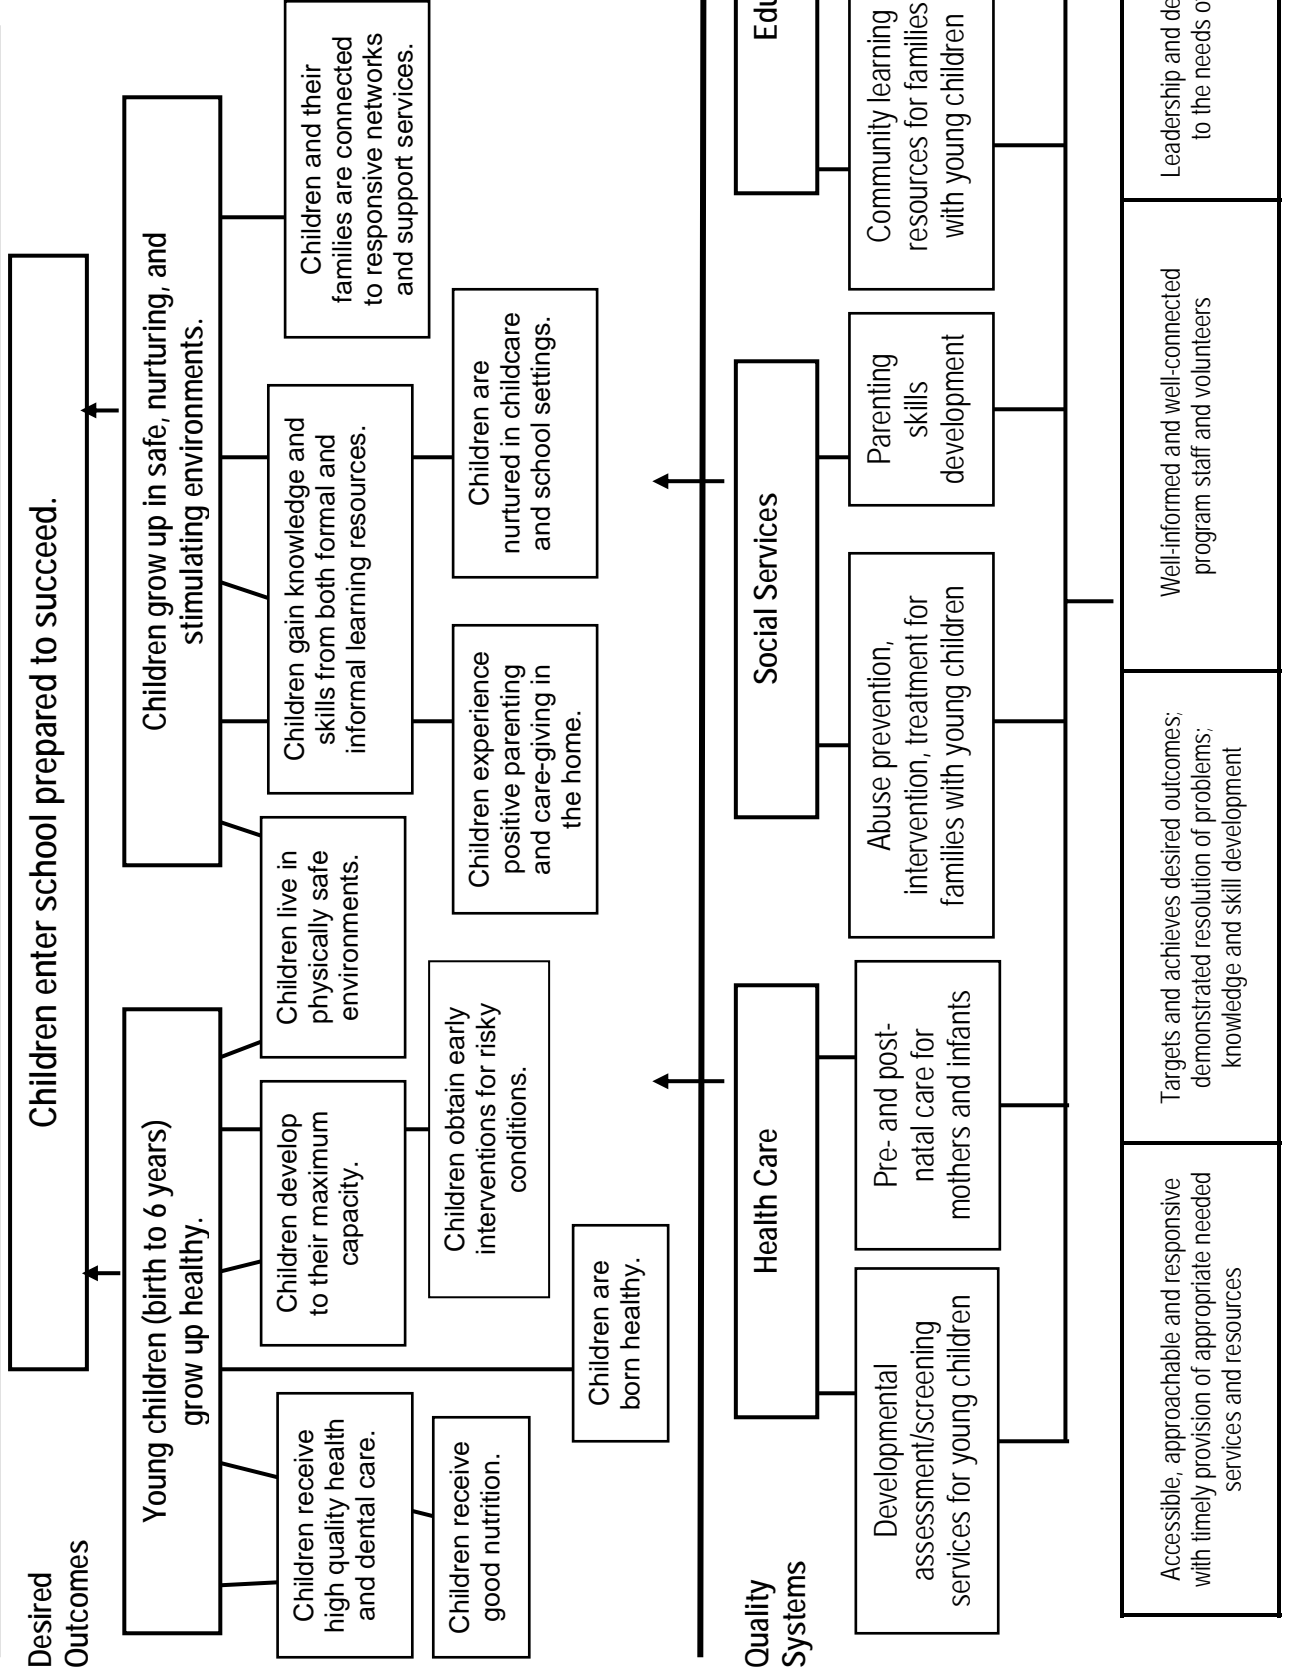 Desired
Outcomes
Children enter school prepared to succeed.
Young children (birth to 6 years)
grow up healthy.
Children grow up in safe, nurturing, and
stimulating environments.
Children receive
high quality health
and dental care.
Children develop
to their maximum
capacity.
Children live in
physically safe
environments.
Children gain knowledge and
skills from both formal and
informal learning resources.
Children and their
families are connected
to responsive networks
and support services.
Children receive
good nutrition.
Children obtain early
interventions for risky
conditions.
Children experience
positive parenting
and care-giving in
the home.
Children are
nurtured in childcare
and school settings.
Children are
born healthy.
Quality
Systems
Health Care
Social Services
Edu
Developmental
assessment/screening
services for young children
Pre- and post-
natal care for
mothers and infants
Abuse prevention,
intervention, treatment for
families with young children
Parenting
skills
development
Community learning
resources for families
with young children
Accessible, approachable and responsive
with timely provision of appropriate needed
services and resources
Targets and achieves desired outcomes;
demonstrated resolution of problems;
knowledge and skill development
Well-informed and well-connected
program staff and volunteers
Leadership and de
to the needs o